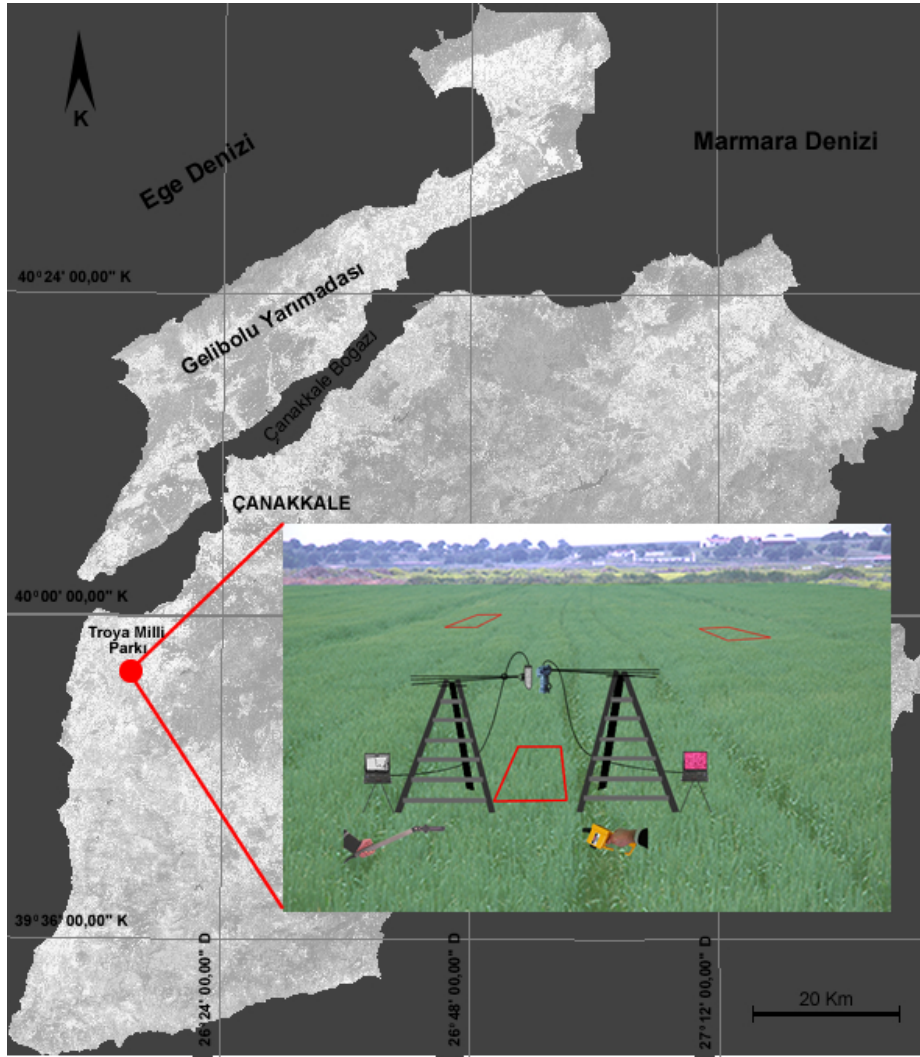 K
Ege Denizi
Marmara Denizi
40°24' 00,00" K
Gelibolu Yarımadası
Çanakkale Boğazı
ÇANAKKALE
40°00' 00,00" K
Troya Milli
Parkı
39°36' 00,00" K
26°24' 00,00" D
26°48' 00,00" D
27°12' 00,00" D
20 Km